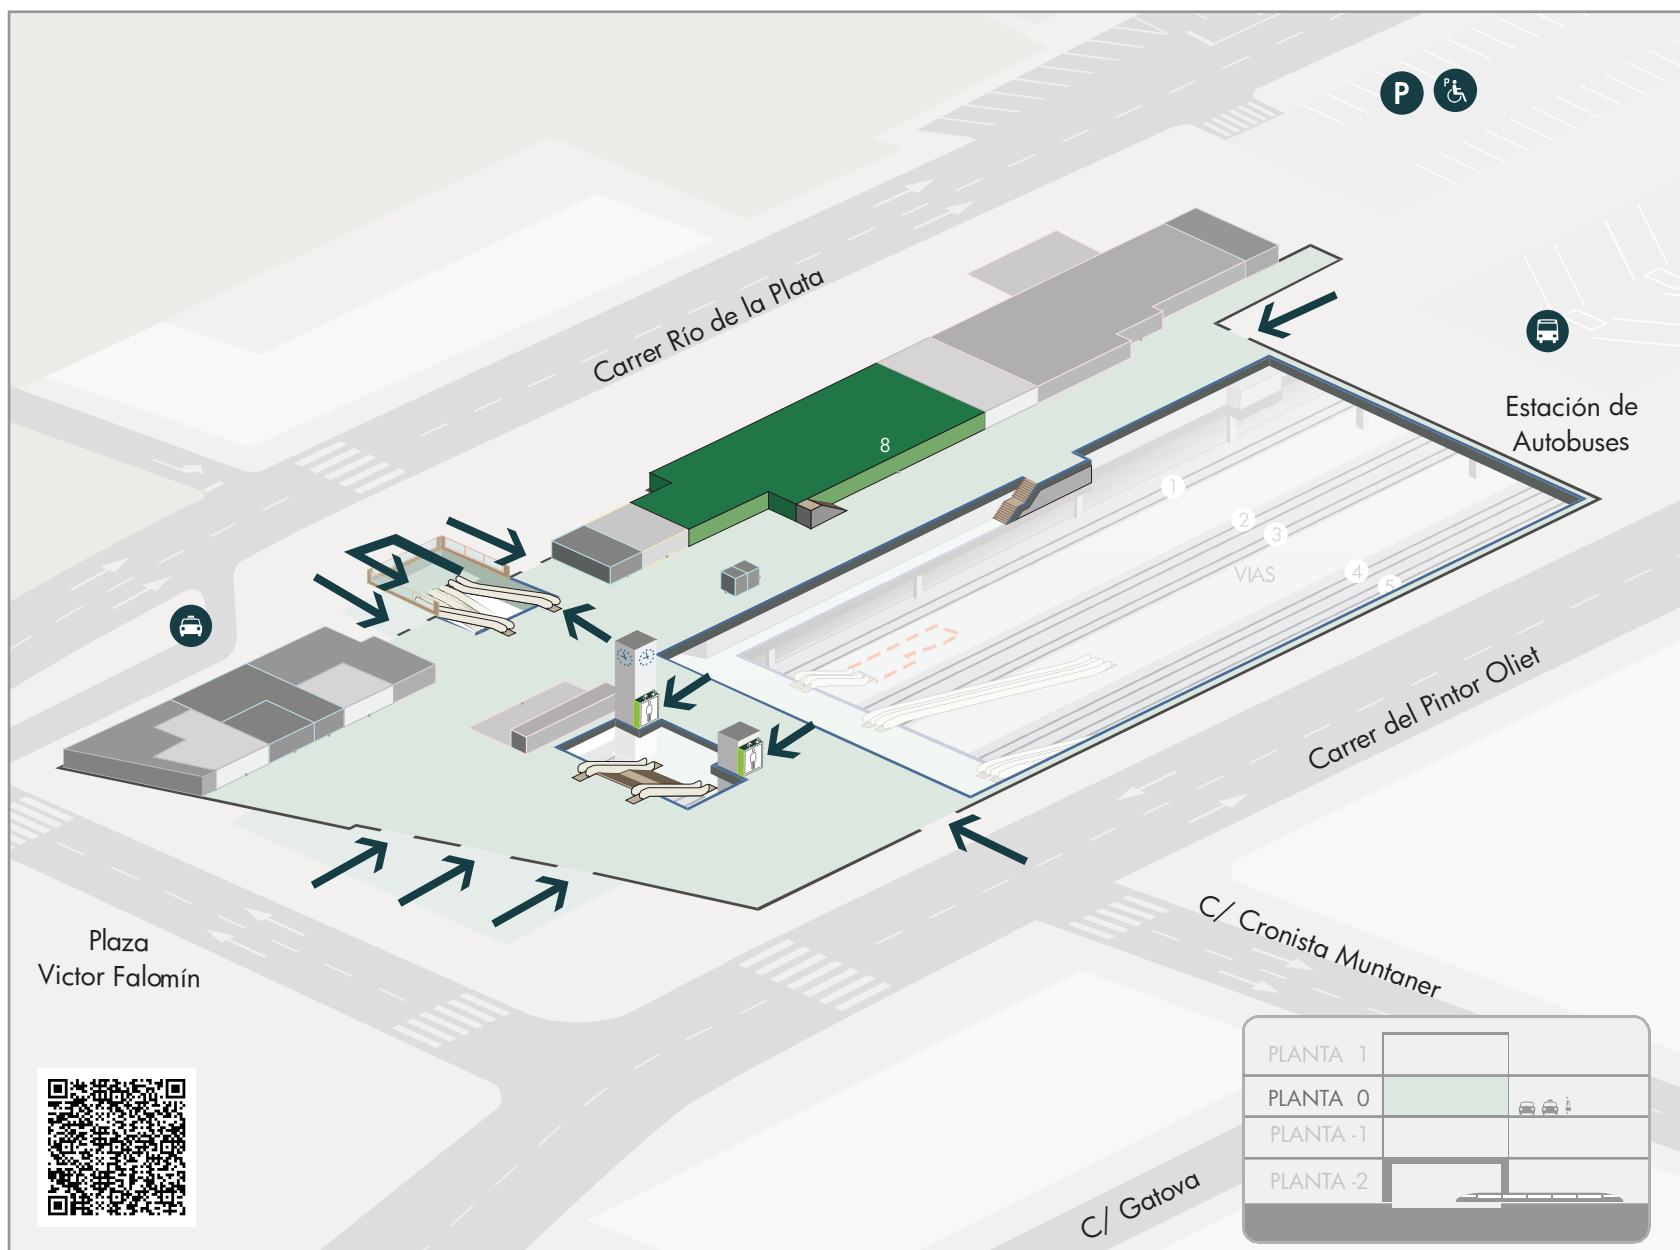 P
P
Carrer Río de la Plata
Estación de
Autobuses
8
1
2
3
VIAS
4
5
Carrer del Pintor Oliet
C/ Cronista Muntaner
Plaza
Victor Falomín
C/ Gatova
PLANTA 1
PLANTA 0
PLANTA -1
PLANTA -2